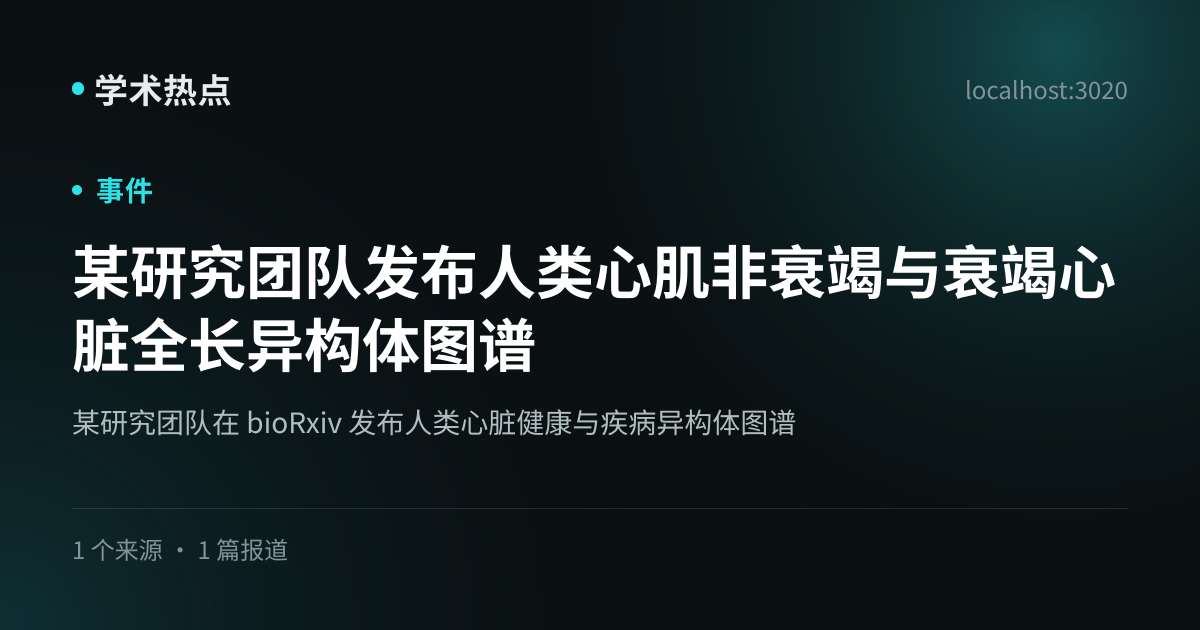 学术热点
localhost:3020
事件
某研究团队发布人类心肌非衰竭与衰竭心
脏全长异构体图谱
某研究团队在 bioRxiv 发布人类心脏健康与疾病异构体图谱
1 个来源 · 1 篇报道